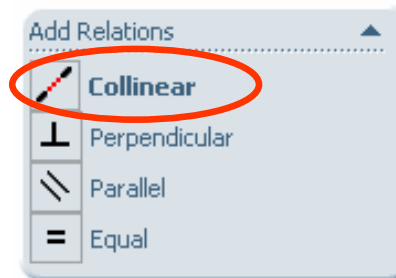 Add Relations
Collinear
Perpendicular
Parallel
Equal